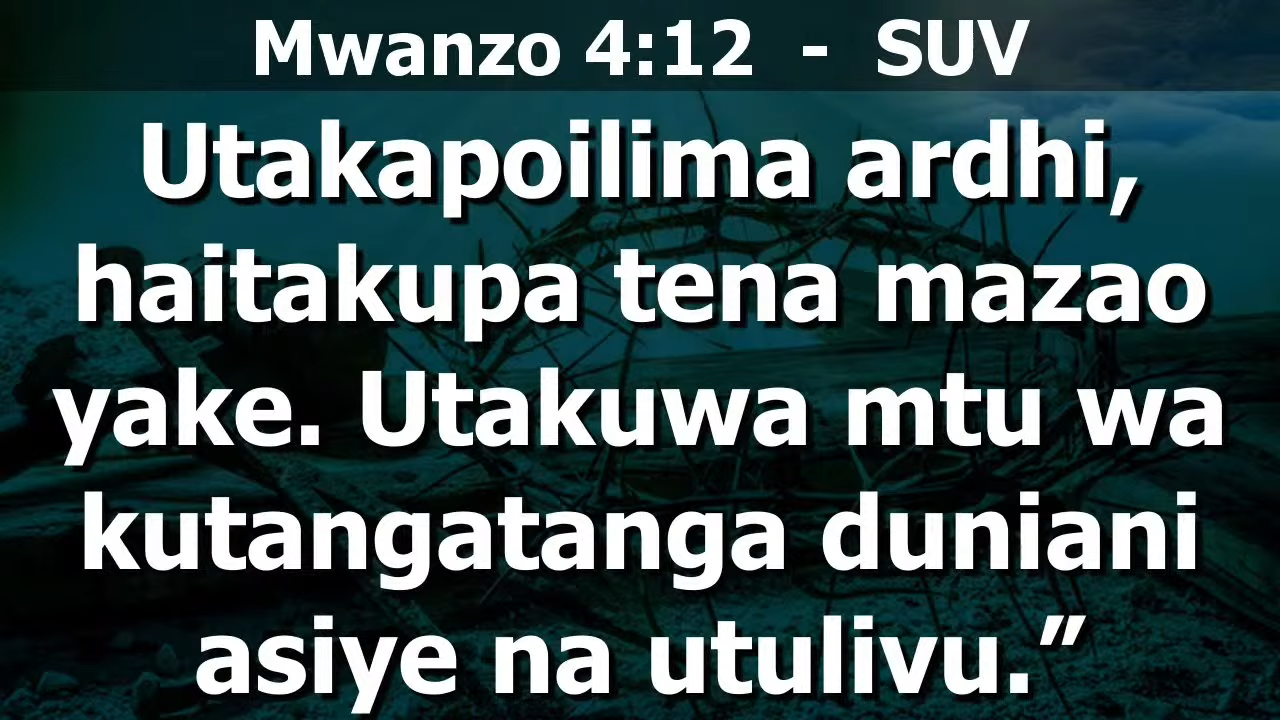 Mwanzo 4:12 - SUV
Utakapoilima ardhi,
haitakupa tena mazao
yake. Utakuwa mtu wa
kutangatanga duniani
asiye na utulivu.”